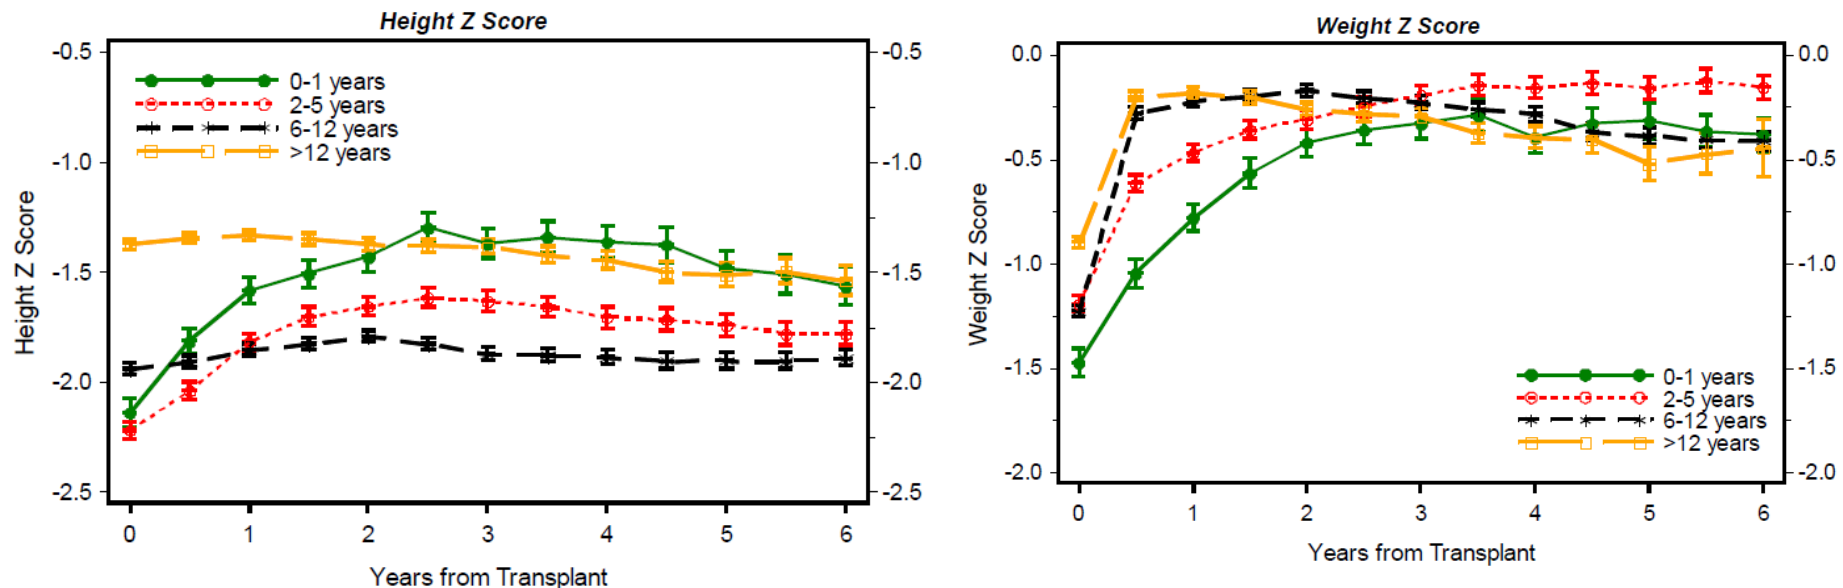 Height Z Score
-0.5
-1.0
-1.5
-2.0
-2.5
-0.5
-1.0
-1.5
-2.0
-2.5
Height Z Score
0-1 years
2-5 years
6-12 years
>12 years
0 1 2 3 4 5 6
Years from Transplant
Weight Z Score
0.0
-0.5
-1.0
-1.5
-2.0
0.0
-0.5
-1.0
-1.5
-2.0
Weight Z Score
0-1 years
2-5 years
6-12 years
>12 years
0 1 2 3 4 5 6
Years from Transplant